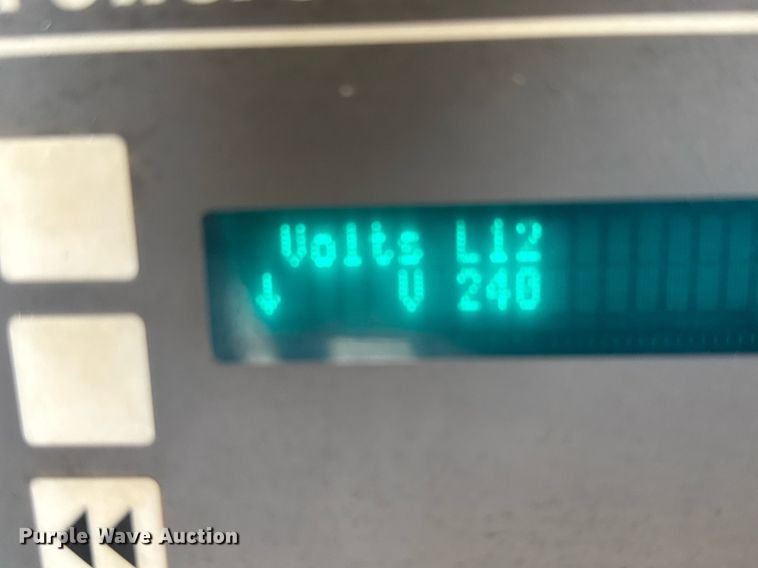 Volts L12
↓ V 240
Purple Wave Auction